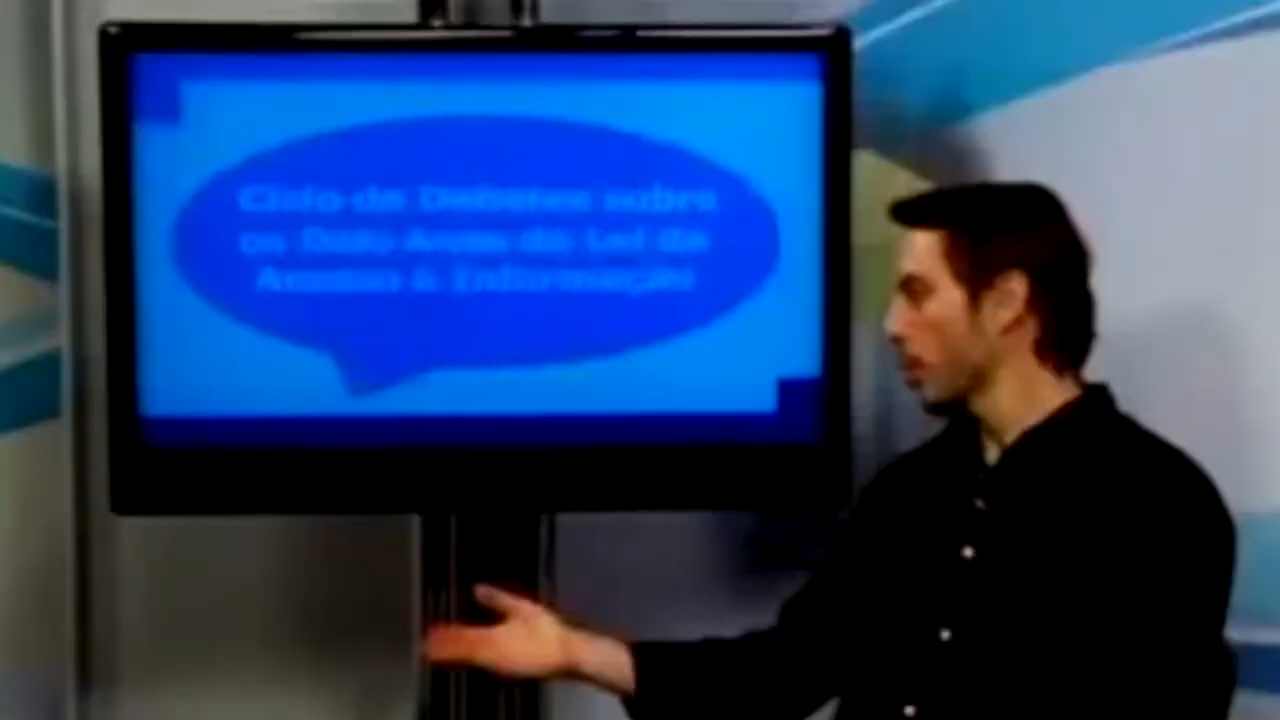 Ciclo de Debates sobre
os Dois Anos da Lei de
Acesso à Informação